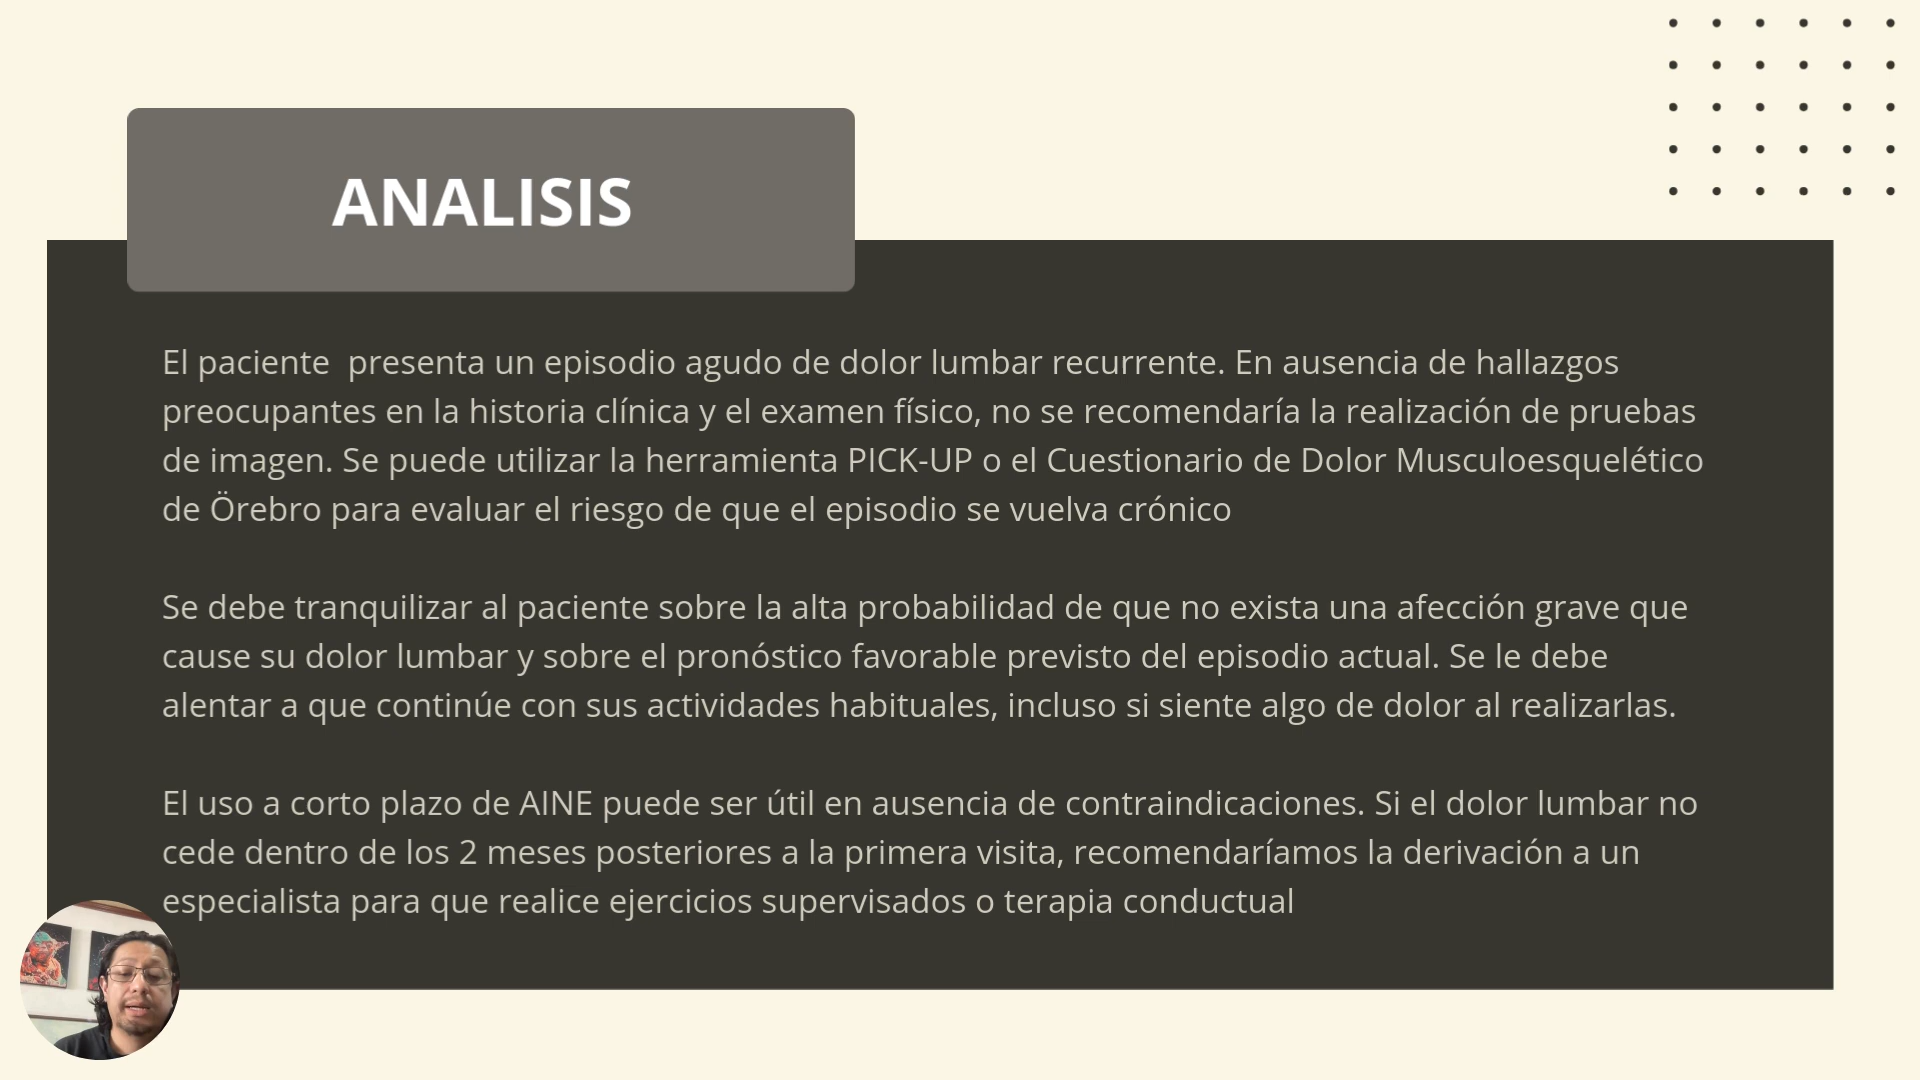 ANALISIS
El paciente  presenta un episodio agudo de dolor lumbar recurrente. En ausencia de hallazgos
preocupantes en la historia clínica y el examen físico, no se recomendaría la realización de pruebas
de imagen. Se puede utilizar la herramienta PICK-UP o el Cuestionario de Dolor Musculoesquelético
de Örebro para evaluar el riesgo de que el episodio se vuelva crónico
Se debe tranquilizar al paciente sobre la alta probabilidad de que no exista una afección grave que
cause su dolor lumbar y sobre el pronóstico favorable previsto del episodio actual. Se le debe
alentar a que continúe con sus actividades habituales, incluso si siente algo de dolor al realizarlas.
El uso a corto plazo de AINE puede ser útil en ausencia de contraindicaciones. Si el dolor lumbar no
cede dentro de los 2 meses posteriores a la primera visita, recomendaríamos la derivación a un
especialista para que realice ejercicios supervisados o terapia conductual